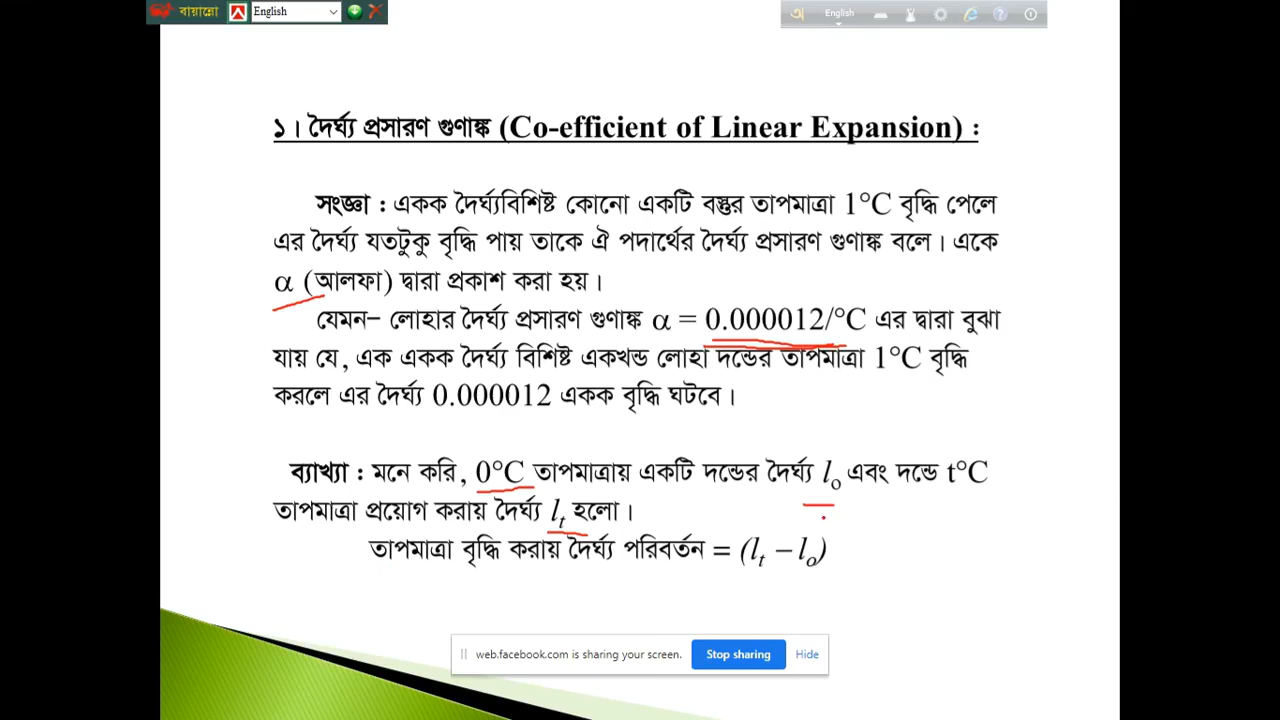 বায়ান্নো English
অ English
১। দৈর্ঘ্য প্রসারণ গুণাঙ্ক (Co-efficient of Linear Expansion) :
সংজ্ঞা : একক দৈর্ঘ্যবিশিষ্ট কোনো একটি বস্তুর তাপমাত্রা 1°C বৃদ্ধি পেলে
এর দৈর্ঘ্য যতটুকু বৃদ্ধি পায় তাকে ঐ পদার্থের দৈর্ঘ্য প্রসারণ গুণাঙ্ক বলে। একে
α (আলফা) দ্বারা প্রকাশ করা হয়।
যেমন– লোহার দৈর্ঘ্য প্রসারণ গুণাঙ্ক α = 0.000012/°C এর দ্বারা বুঝা
যায় যে, এক একক দৈর্ঘ্য বিশিষ্ট একখন্ড লোহা দন্ডের তাপমাত্রা 1°C বৃদ্ধি
করলে এর দৈর্ঘ্য 0.000012 একক বৃদ্ধি ঘটবে।
ব্যাখ্যা : মনে করি, 0°C তাপমাত্রায় একটি দন্ডের দৈর্ঘ্য lₒ এবং দন্ডে t°C
তাপমাত্রা প্রয়োগ করায় দৈর্ঘ্য lₜ হলো।
তাপমাত্রা বৃদ্ধি করায় দৈর্ঘ্য পরিবর্তন = (lₜ – lₒ)
web.facebook.com is sharing your screen. Stop sharing Hide